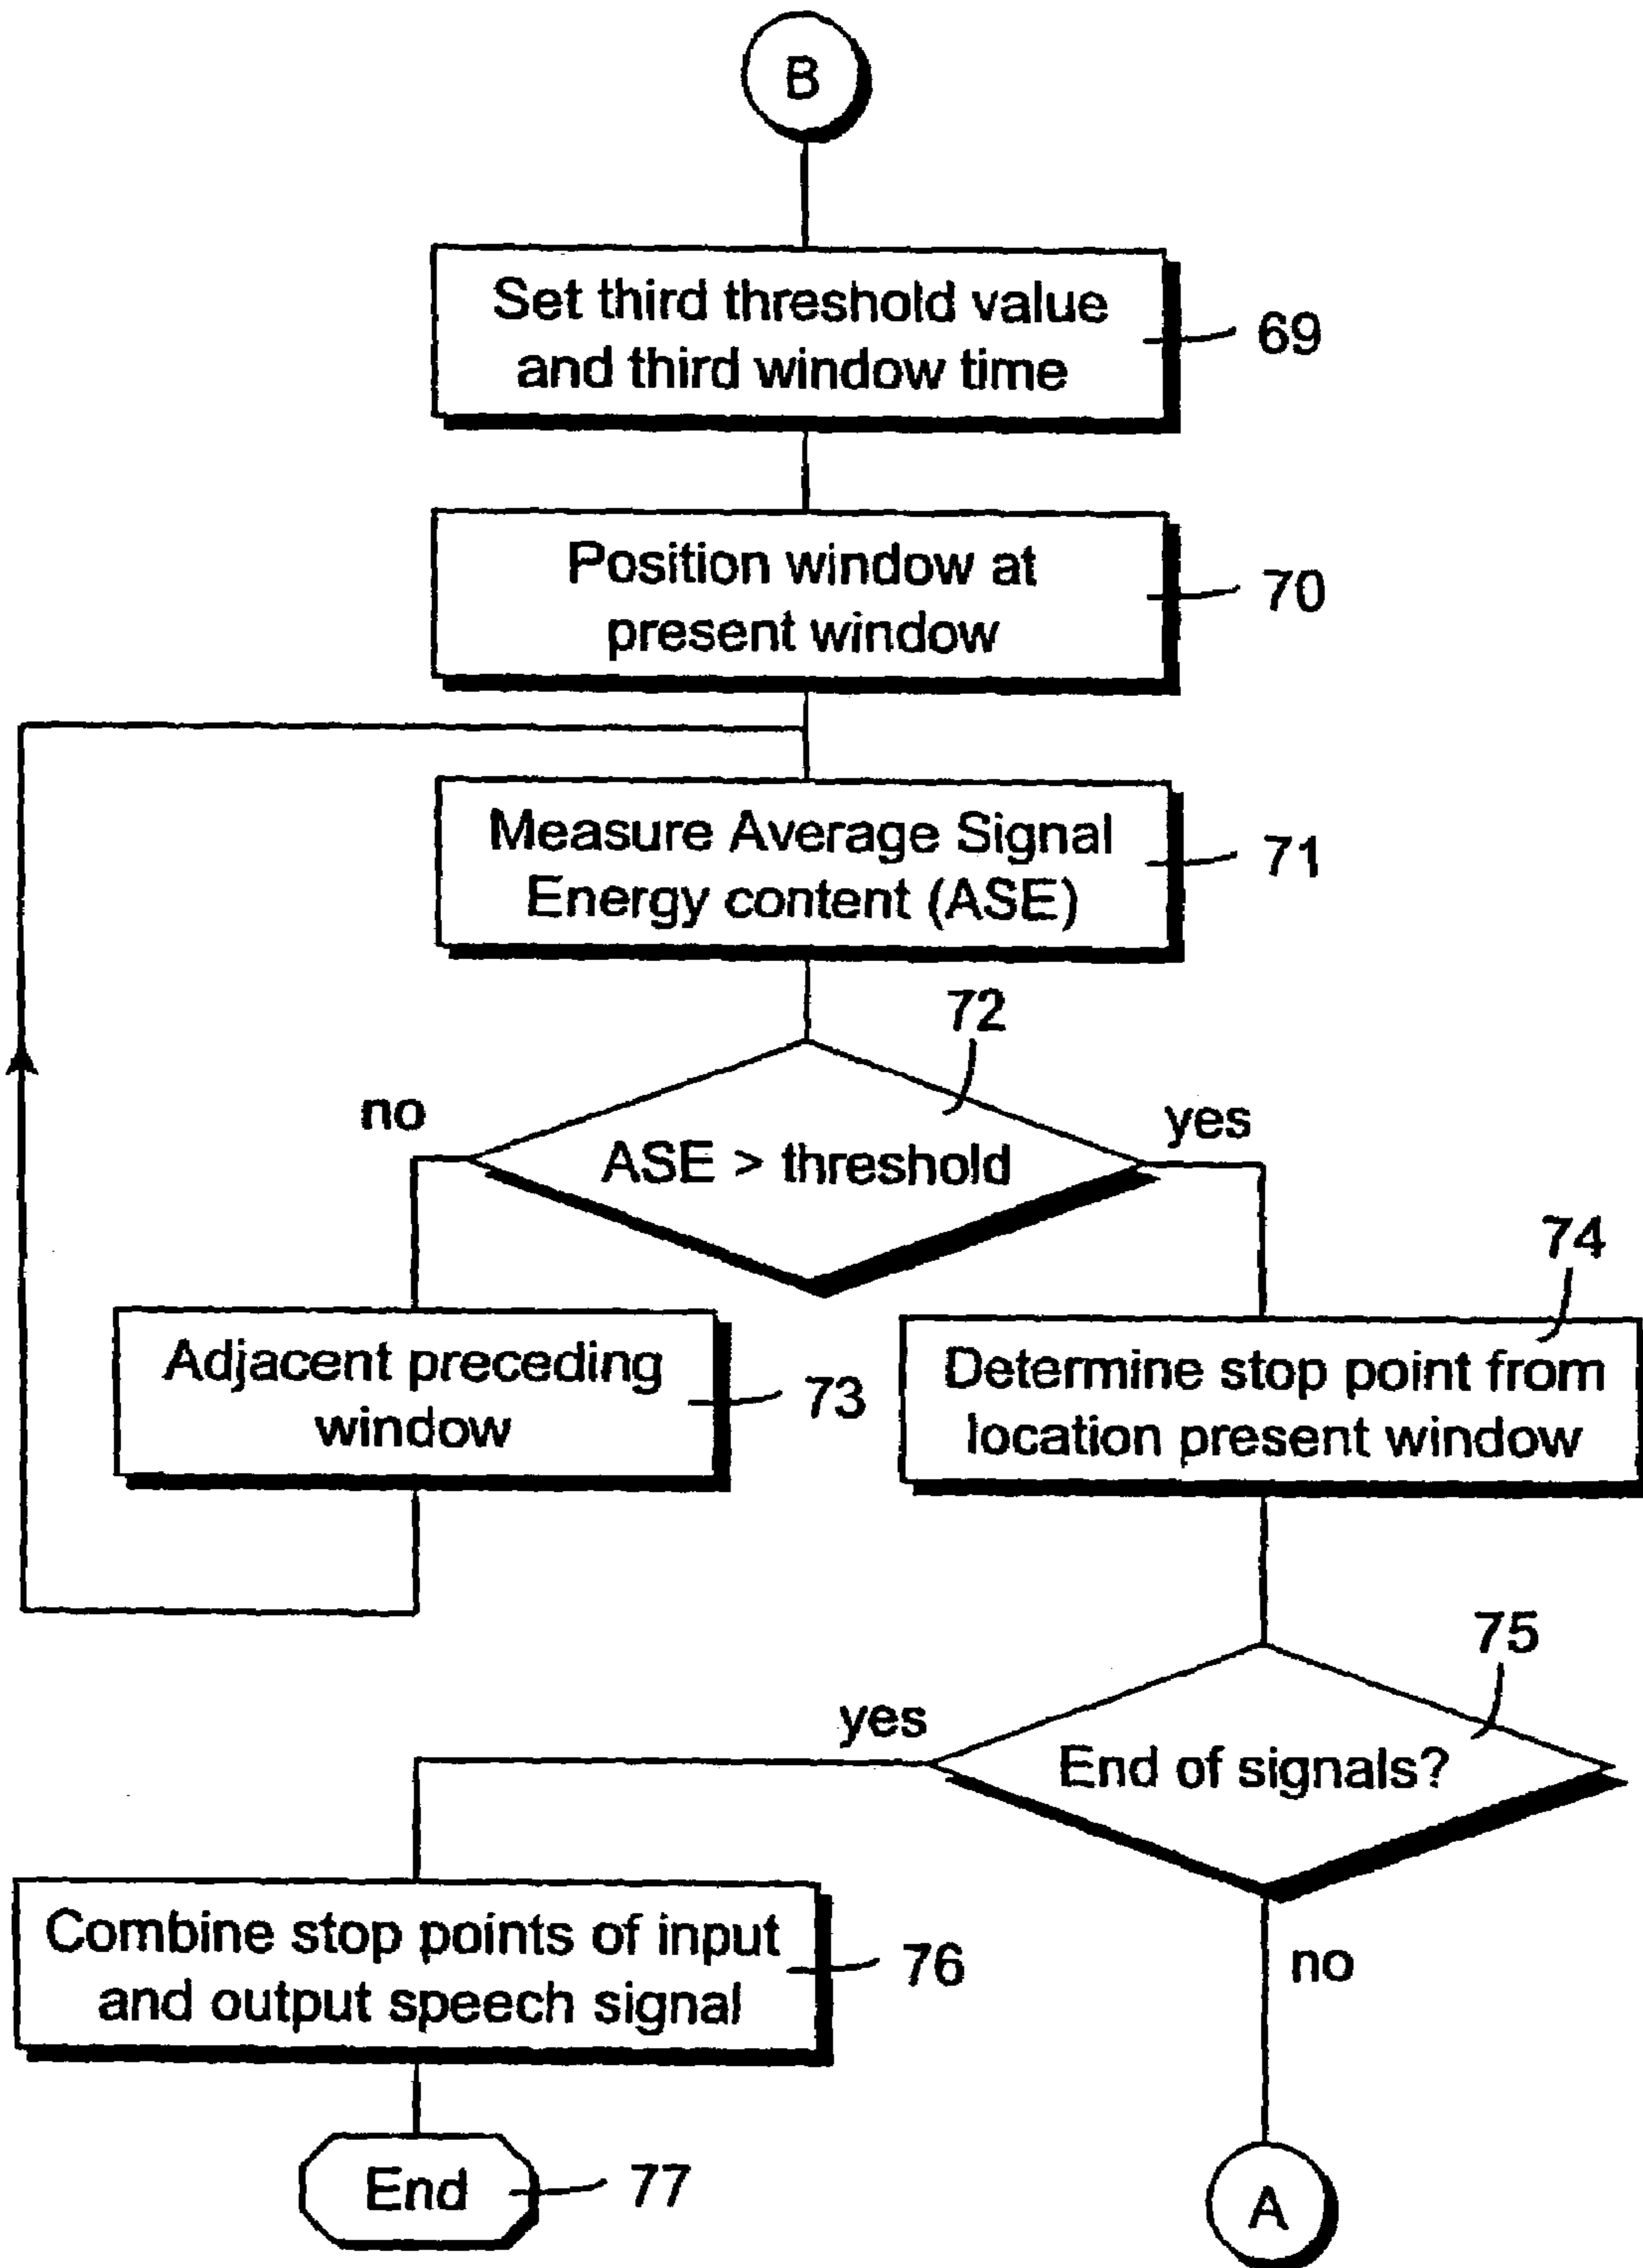 B
Set third threshold value
and third window time
69
Position window at
present window
70
Measure Average Signal
Energy content (ASE)
71
72
no
yes
ASE > threshold
74
Adjacent preceding
window
73
Determine stop point from
location present window
75
yes
End of signals?
Combine stop points of input
and output speech signal
76
no
End
77
A